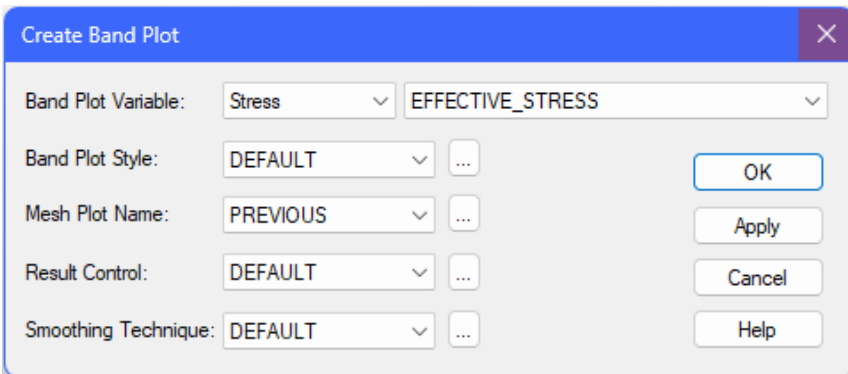 Create Band Plot
Band Plot Variable: Stress EFFECTIVE_STRESS
Band Plot Style: DEFAULT ...
Mesh Plot Name: PREVIOUS ...
Result Control: DEFAULT ...
Smoothing Technique: DEFAULT ...
OK
Apply
Cancel
Help